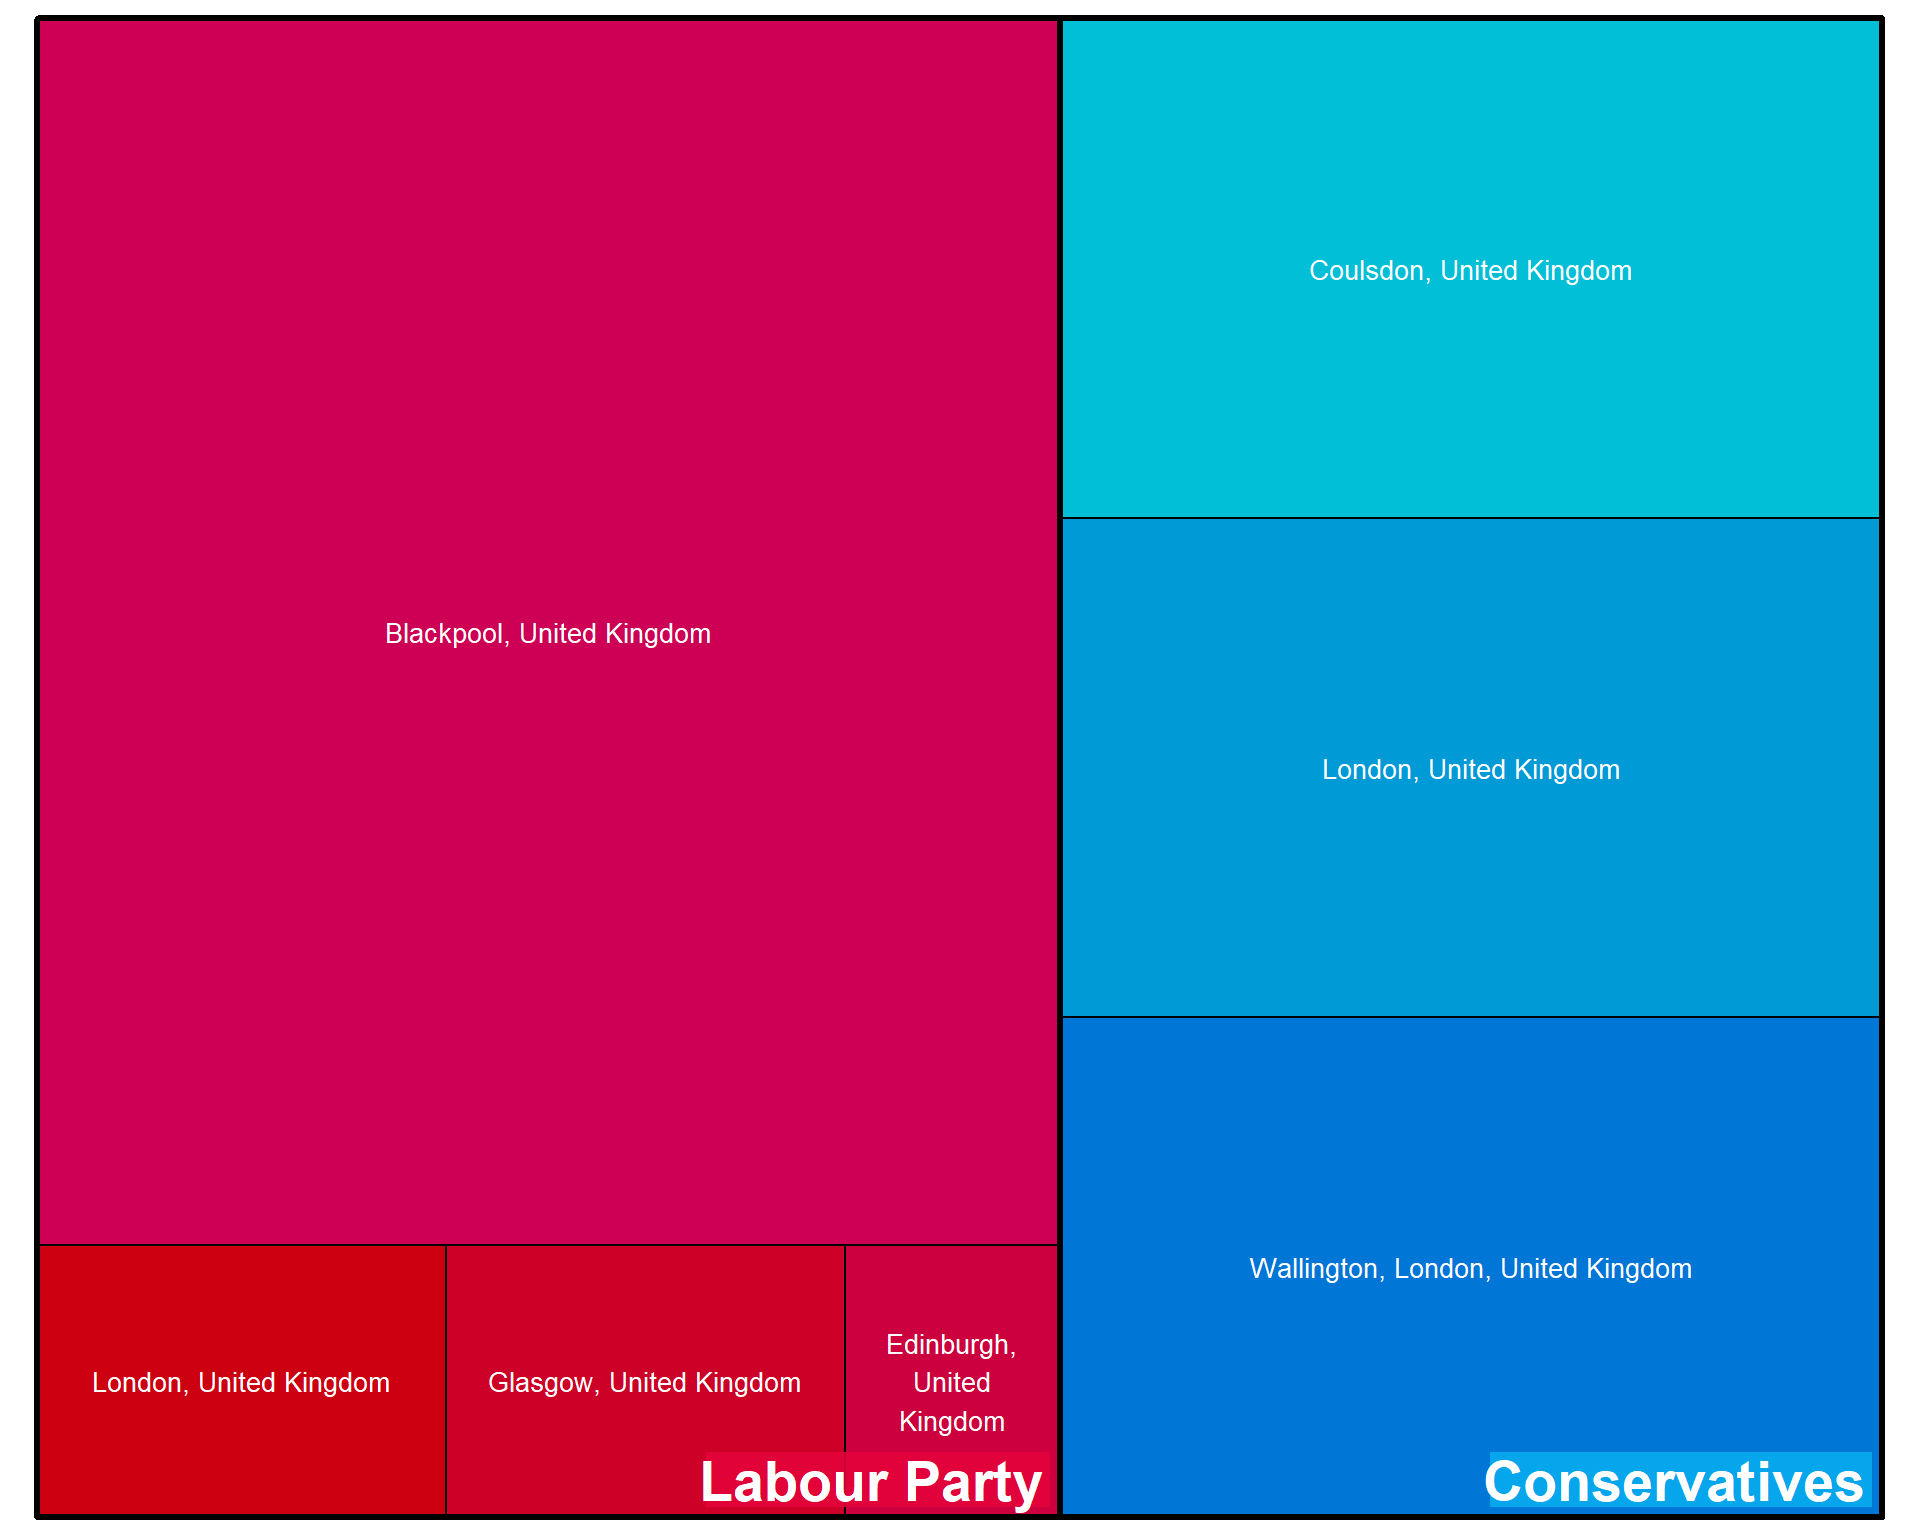 Blackpool, United Kingdom
London, United Kingdom
Glasgow, United Kingdom
Edinburgh,
United
Kingdom
Labour Party
Coulsdon, United Kingdom
London, United Kingdom
Wallington, London, United Kingdom
Conservatives